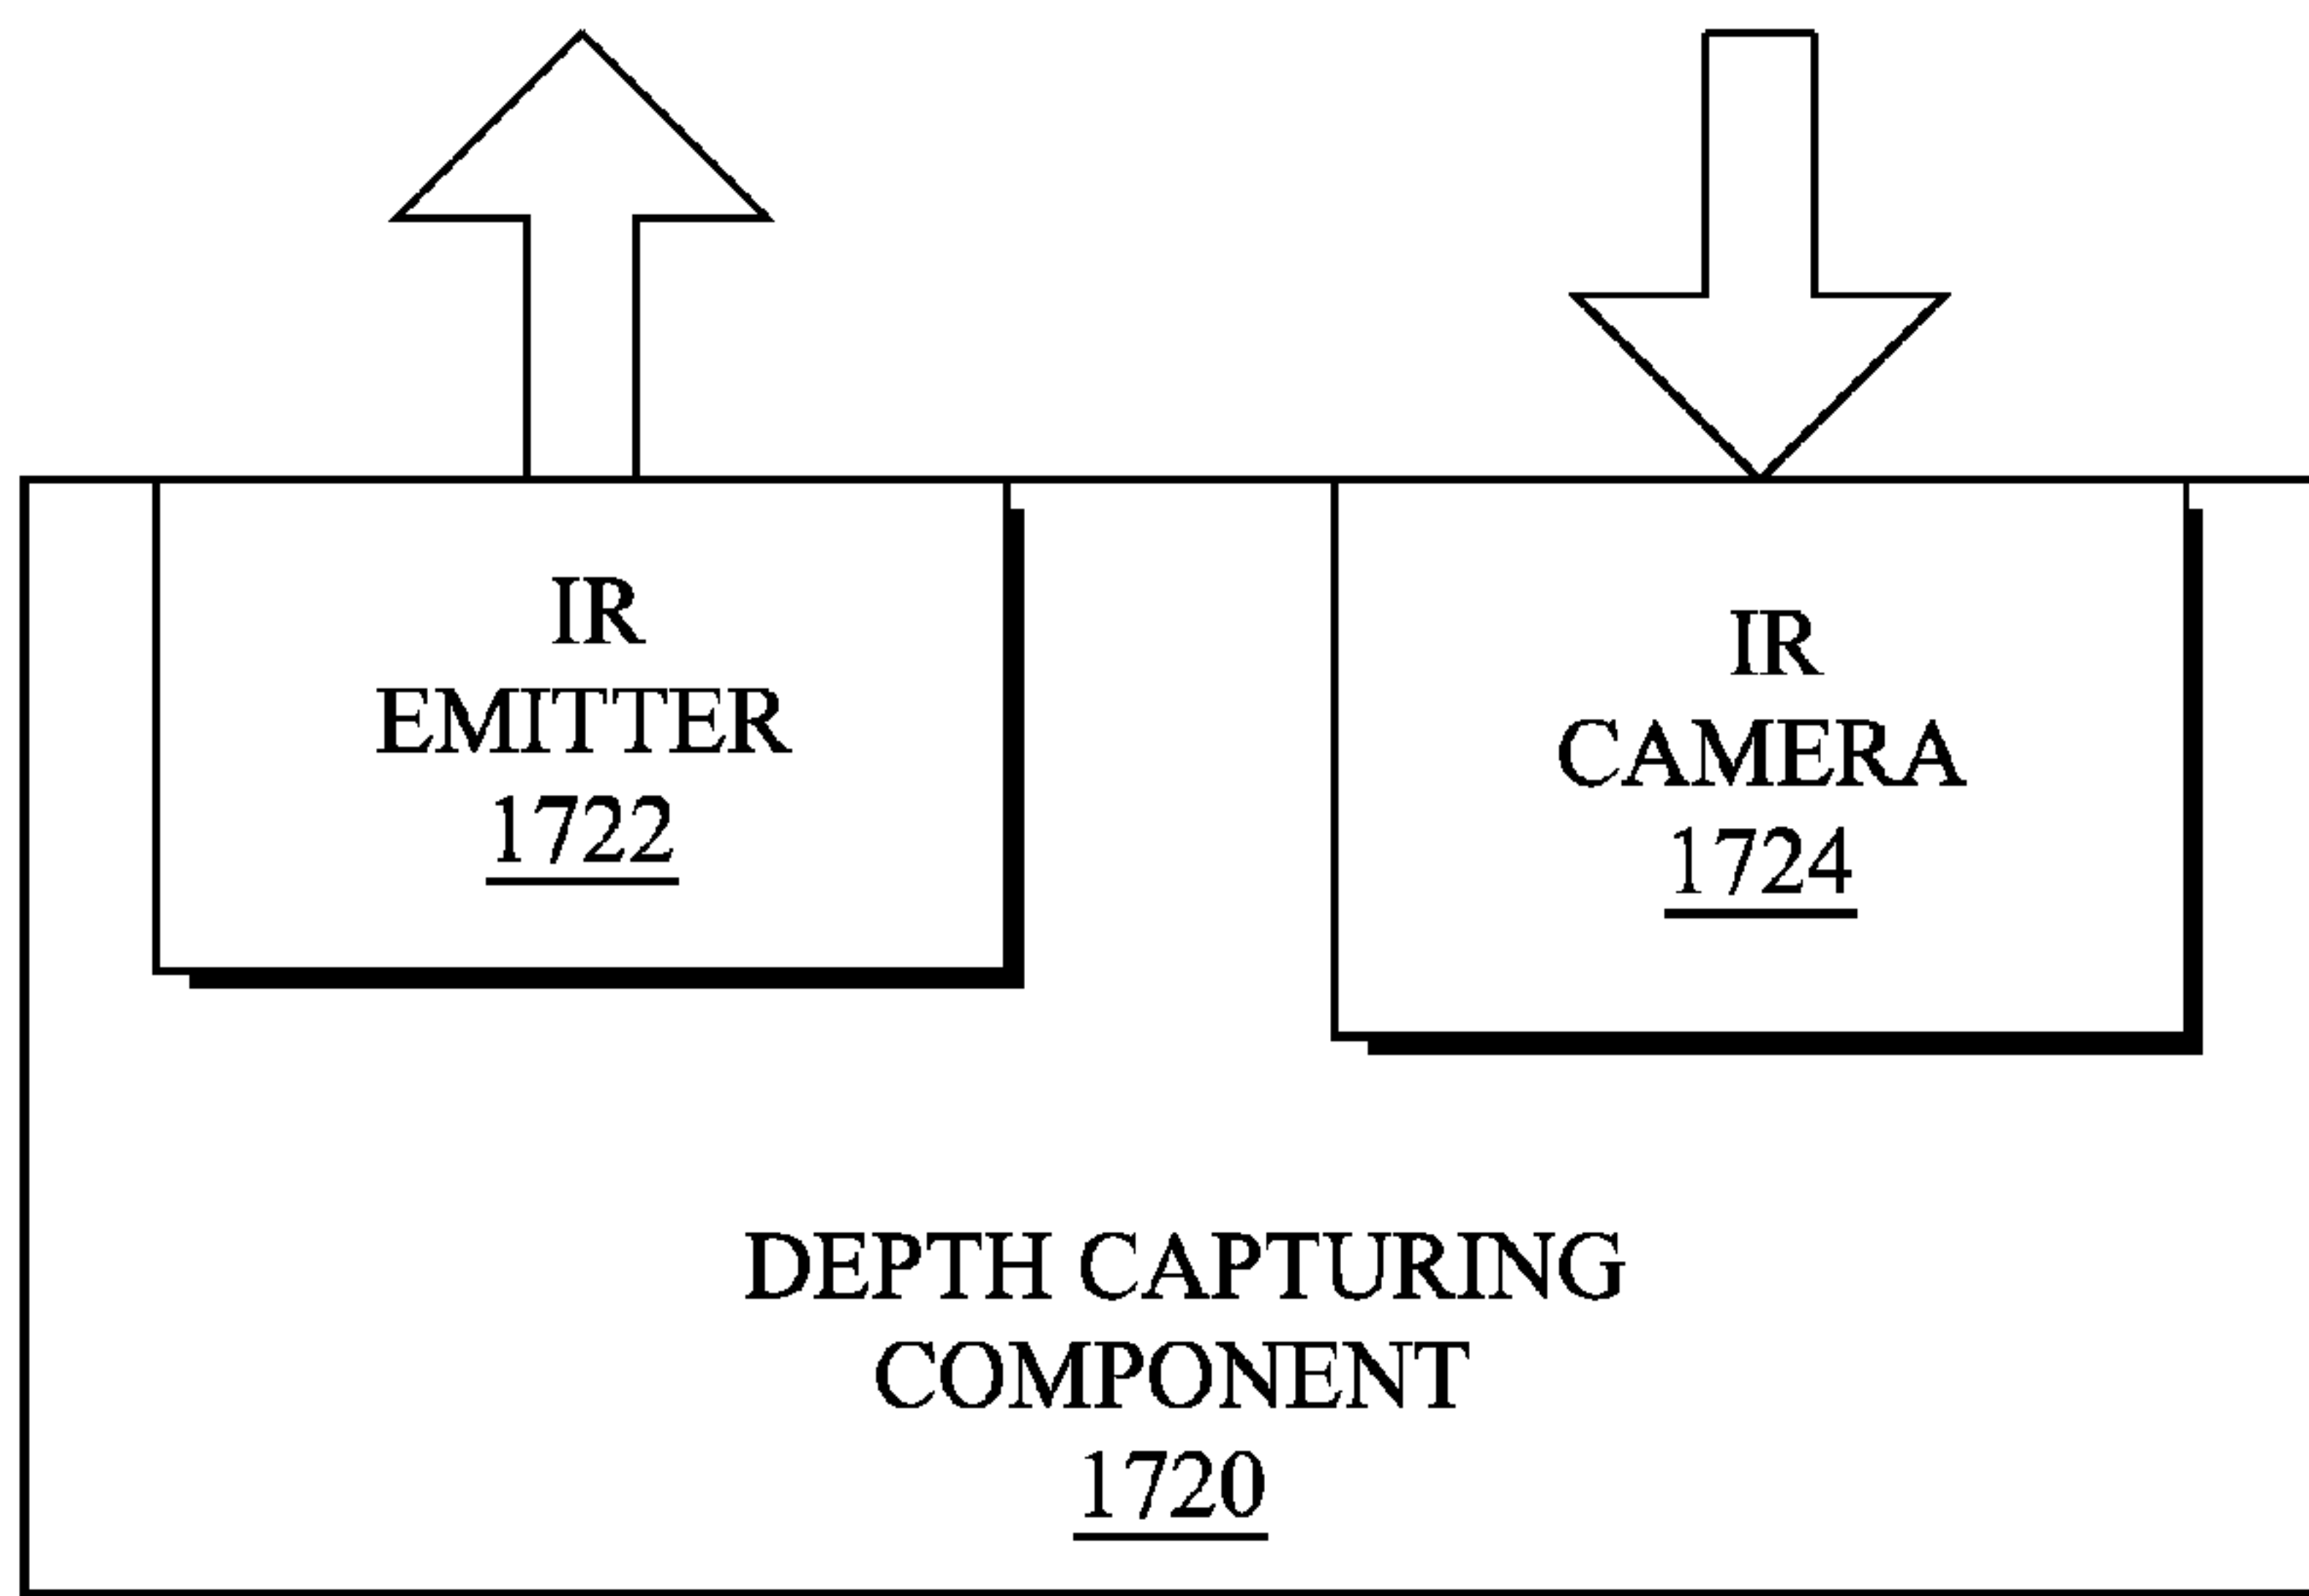 IR
EMITTER
1722
IR
CAMERA
1724
DEPTH CAPTURING
COMPONENT
1720